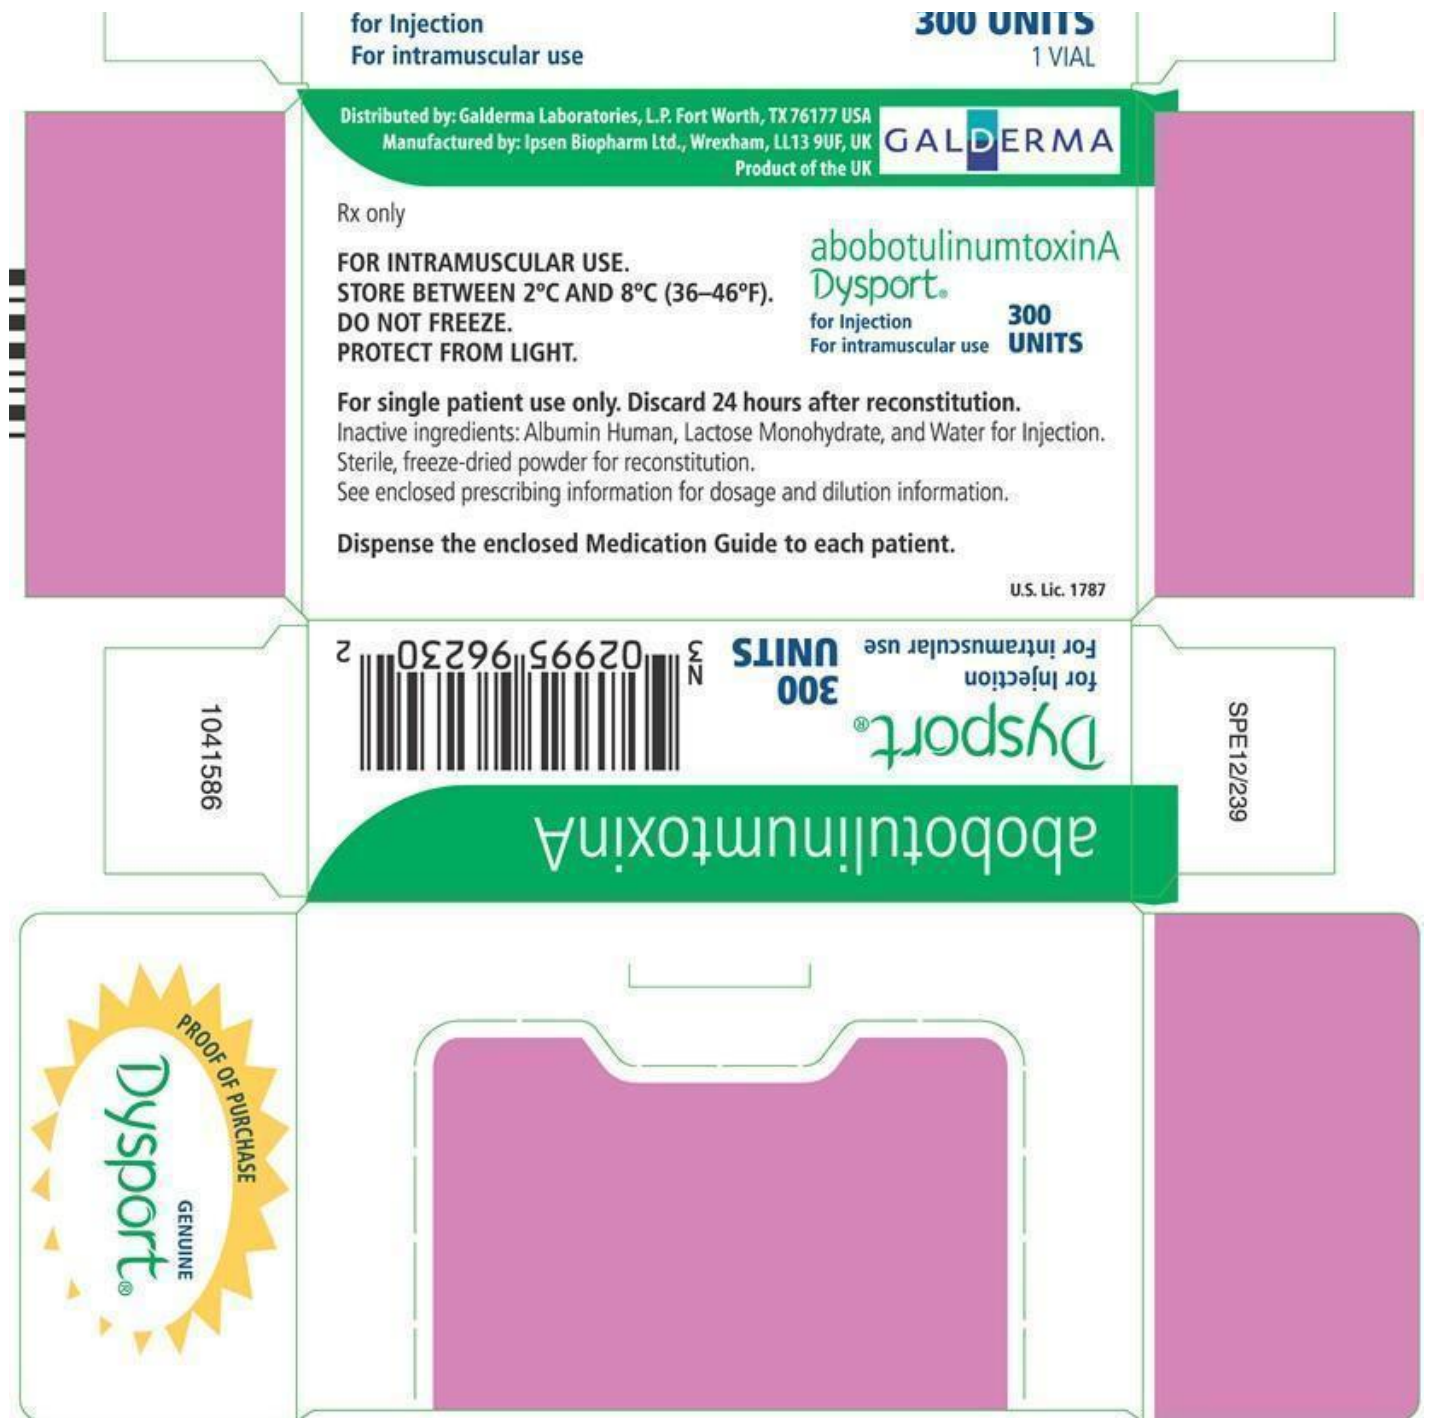 for Injection
For intramuscular use
300 UNITS
1 VIAL
Distributed by: Galderma Laboratories, L.P. Fort Worth, TX 76177 USA
Manufactured by: Ipsen Biopharm Ltd., Wrexham, LL13 9UF, UK
Product of the UK
GALDERMA
Rx only
FOR INTRAMUSCULAR USE.
STORE BETWEEN 2ºC AND 8ºC (36–46ºF).
DO NOT FREEZE.
PROTECT FROM LIGHT.
abobotulinumtoxinA
Dysport®
for Injection
For intramuscular use
300
UNITS
For single patient use only. Discard 24 hours after reconstitution.
Inactive ingredients: Albumin Human, Lactose Monohydrate, and Water for Injection.
Sterile, freeze-dried powder for reconstitution.
See enclosed prescribing information for dosage and dilution information.
Dispense the enclosed Medication Guide to each patient.
U.S. Lic. 1787
abobotulinumtoxinA
Dysport®
for Injection
For intramuscular use
300
UNITS
N
3 02995 96230 2
1041586
SPE12/239
PROOF OF PURCHASE
GENUINE
Dysport®